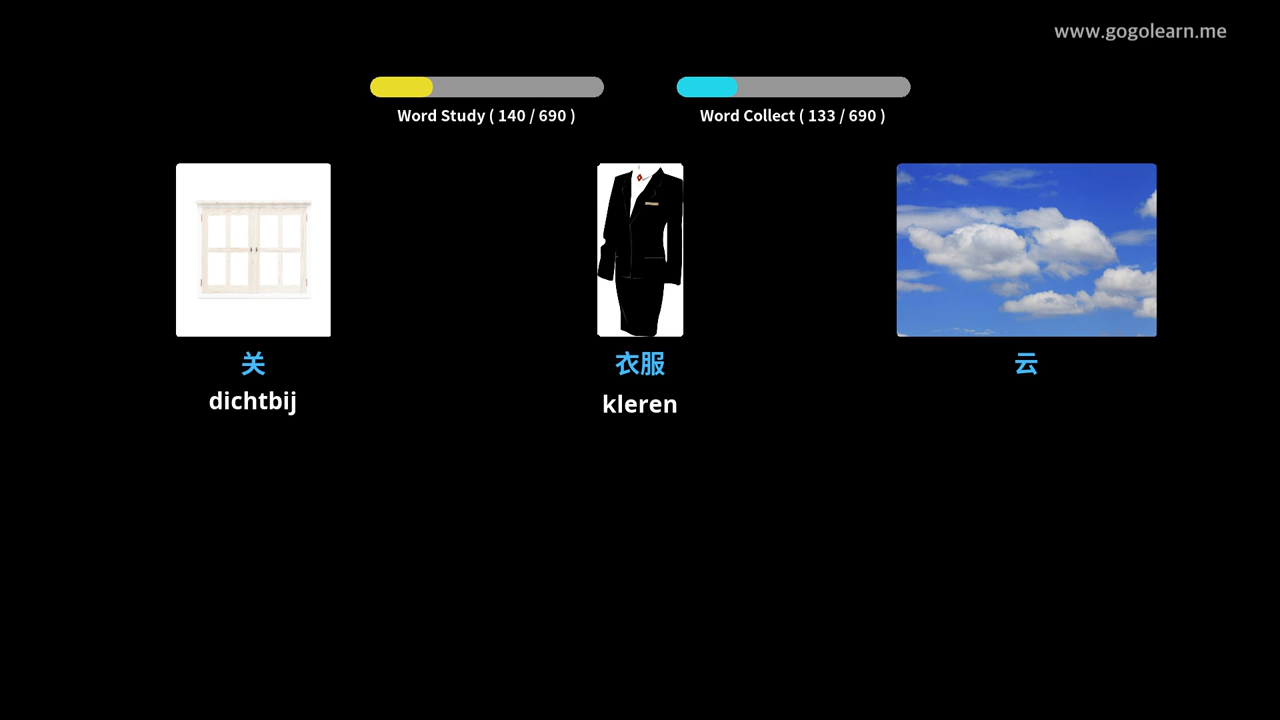 www.gogolearn.me
Word Study ( 140 / 690 )
Word Collect ( 133 / 690 )
关
衣服
云
dichtbij
kleren